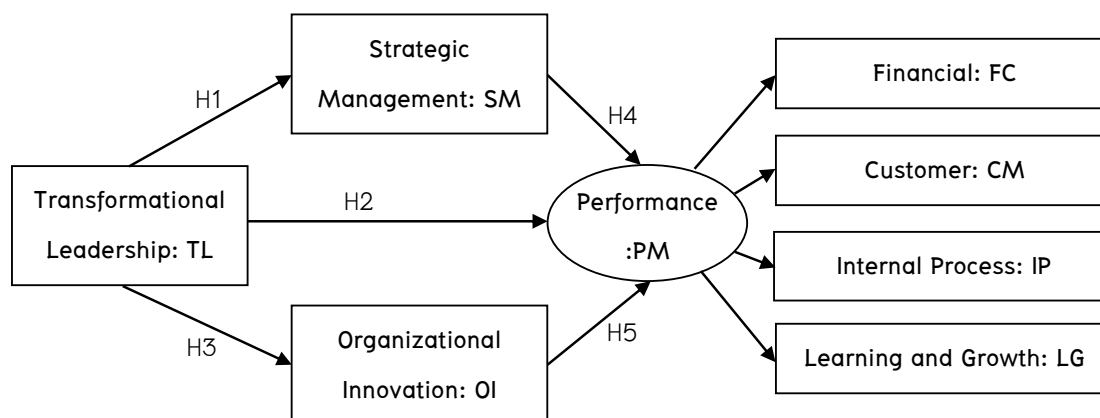 Strategic
Management: SM
Financial: FC
H1
H4
Customer: CM
Transformational
Leadership: TL
H2
Performance
:PM
Internal Process: IP
H3
Organizational
Innovation: OI
H5
Learning and Growth: LG